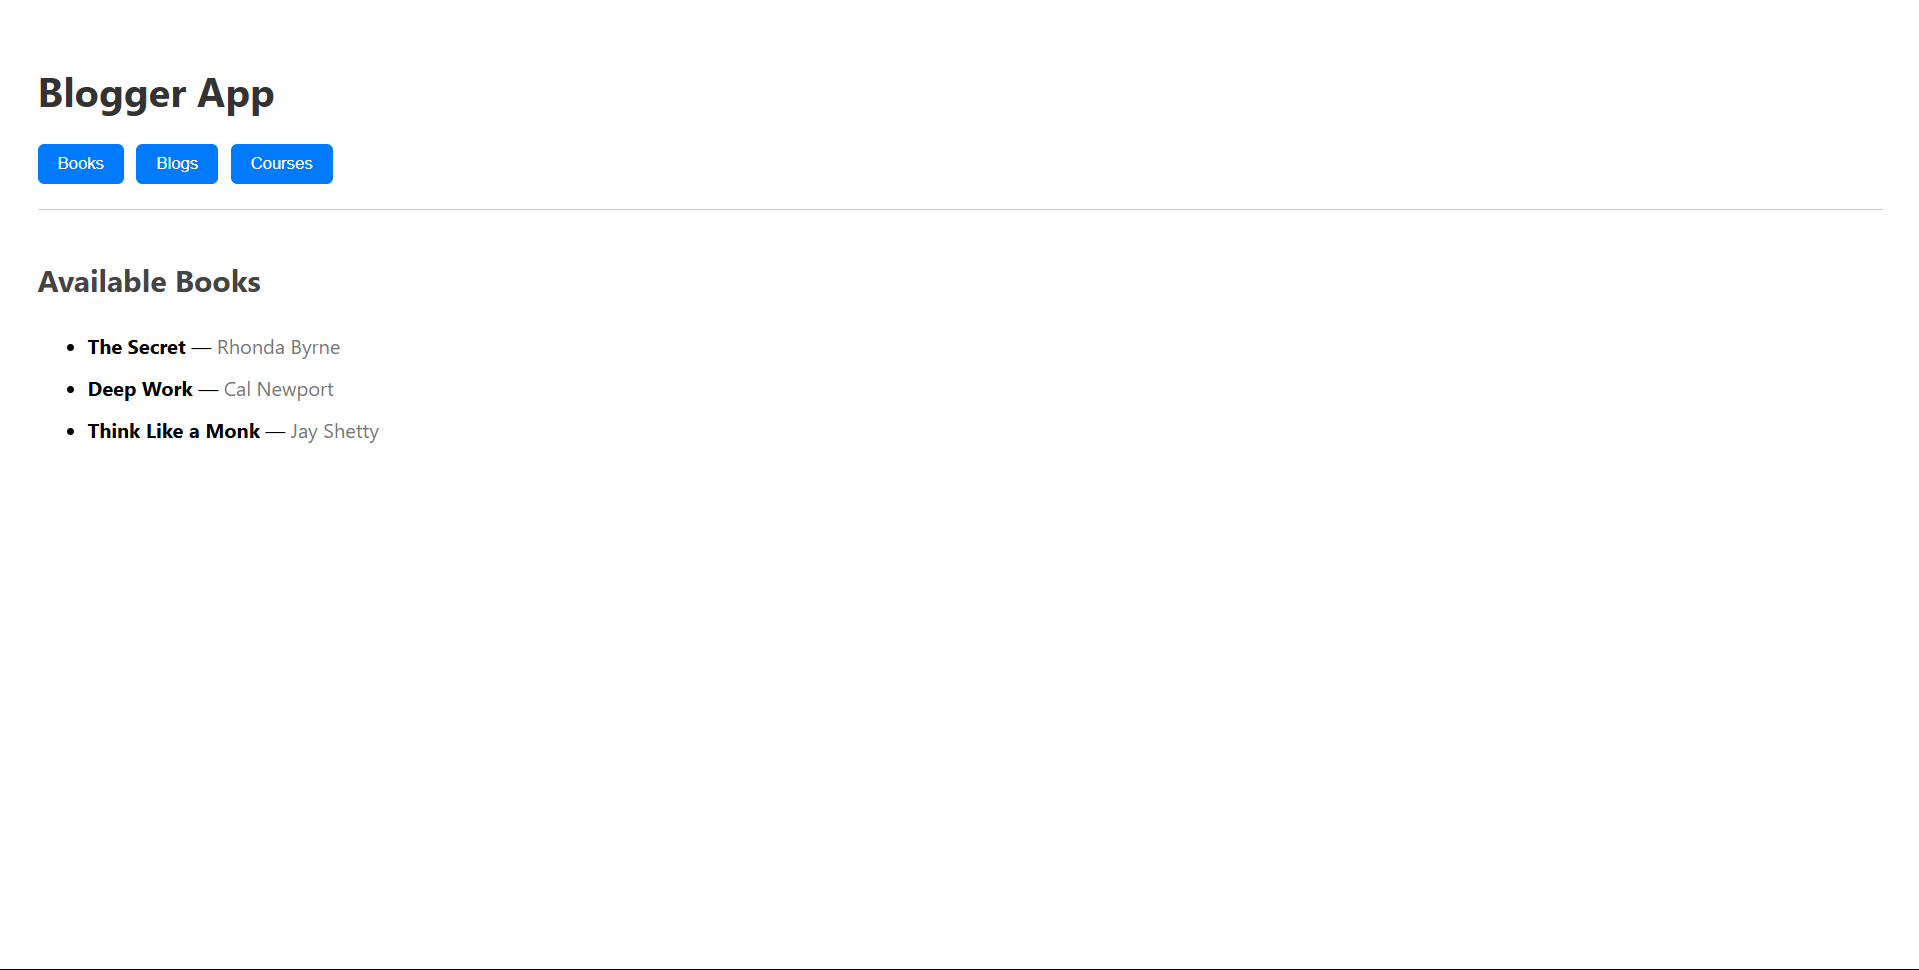 Blogger App
Books Blogs Courses
Available Books
• The Secret — Rhonda Byrne
• Deep Work — Cal Newport
• Think Like a Monk — Jay Shetty